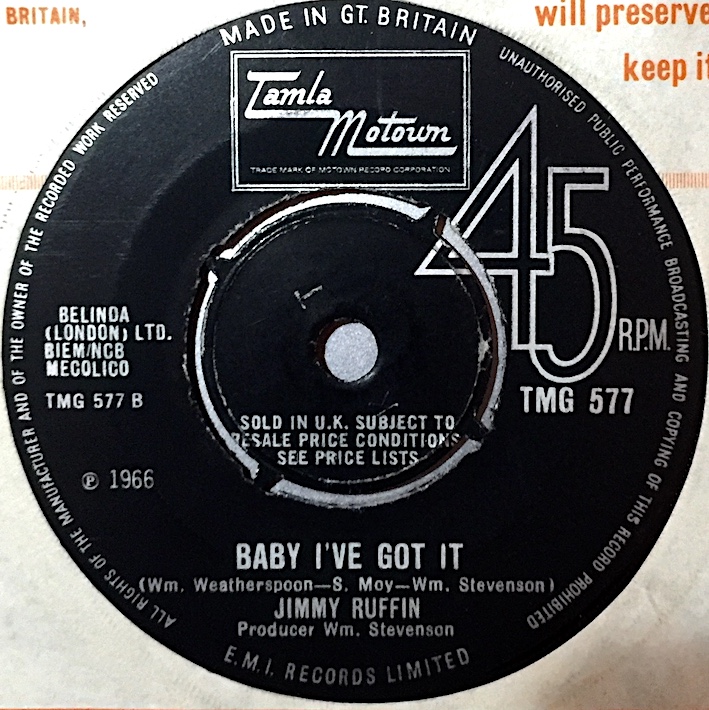 BRITAIN,
will preserve
keep it
MADE IN GT. BRITAIN
UNAUTHORISED PUBLIC PERFORMANCE BROADCASTING AND COPYING OF THIS RECORD PROHIBITED
ALL RIGHTS OF THE MANUFACTURER AND OF THE OWNER OF THE RECORDED WORK RESERVED
Tamla
Motown
TRADE MARK OF MOTOWN RECORD CORPORATION
45
R.P.M.
BELINDA
(LONDON) LTD.
BIEM/NCB
MECOLICO
TMG 577 B
TMG 577
SOLD IN U.K. SUBJECT TO
RESALE PRICE CONDITIONS
SEE PRICE LISTS
℗ 1966
BABY I'VE GOT IT
(Wm. Weatherspoon—S. Moy—Wm. Stevenson)
JIMMY RUFFIN
Producer Wm. Stevenson
E.M.I. RECORDS LIMITED